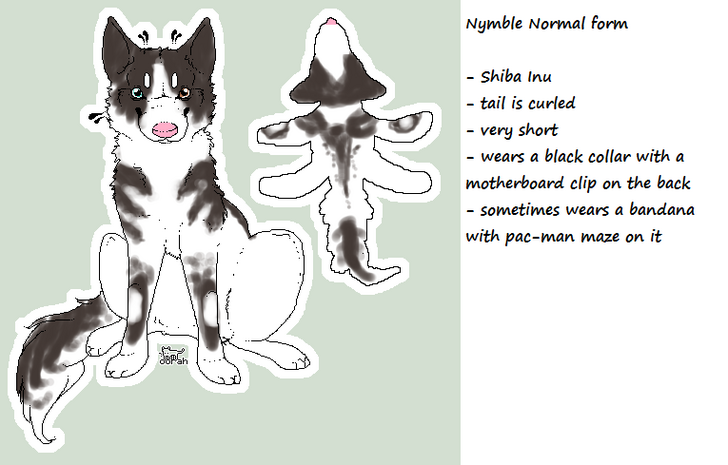 Nymble Normal form
- Shiba Inu
- tail is curled
- very short
- wears a black collar with a
motherboard clip on the back
- sometimes wears a bandana
with pac-man maze on it